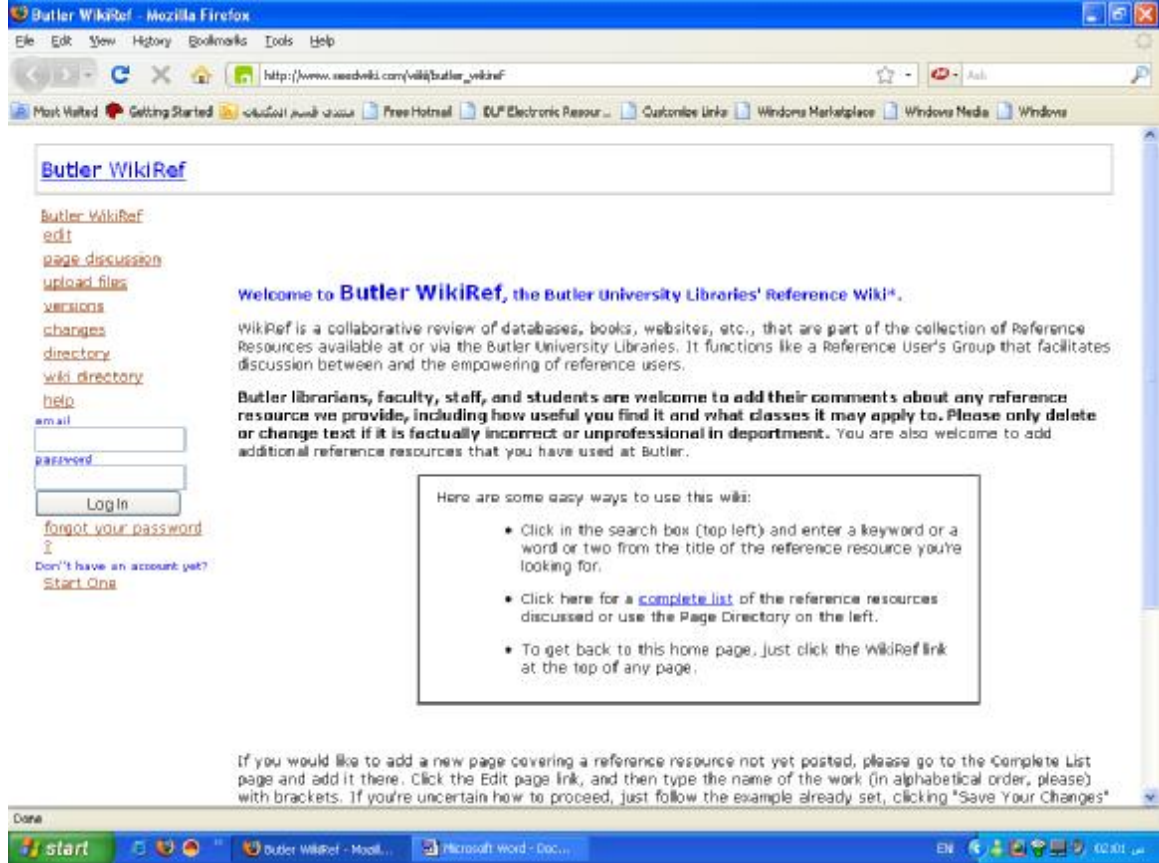 Butler WikiRef - Mozilla Firefox
File Edit View History Bookmarks Tools Help
http://www.seedwiki.com/wiki/butler_wikiref
Ask
Most Visited Getting Started منتدى قسم المكتبات Free Hotmail DUF Electronic Resour... Customize Links Windows Marketplace Windows Media Windows
Butler WikiRef
Butler WikiRef
edit
page discussion
upload files
versions
changes
directory
wiki directory
help
email
password
Log In
forgot your password
?
Don''t have an account yet?
Start One
Welcome to Butler WikiRef, the Butler University Libraries' Reference Wiki*.
WikiRef is a collaborative review of databases, books, websites, etc., that are part of the collection of Reference
Resources available at or via the Butler University Libraries. It functions like a Reference User's Group that facilitates
discussion between and the empowering of reference users.
Butler librarians, faculty, staff, and students are welcome to add their comments about any reference
resource we provide, including how useful you find it and what classes it may apply to. Please only delete
or change text if it is factually incorrect or unprofessional in deportment. You are also welcome to add
additional reference resources that you have used at Butler.
Here are some easy ways to use this wiki:
• Click in the search box (top left) and enter a keyword or a
word or two from the title of the reference resource you're
looking for.
• Click here for a complete list of the reference resources
discussed or use the Page Directory on the left.
• To get back to this home page, just click the WikiRef link
at the top of any page.
If you would like to add a new page covering a reference resource not yet posted, please go to the Complete List
page and add it there. Click the Edit page link, and then type the name of the work (in alphabetical order, please)
with brackets. If you're uncertain how to proceed, just follow the example already set, clicking "Save Your Changes"
Done
start Butler WikiRef - Mozil... Microsoft Word - Doc... EN 02:01 ص